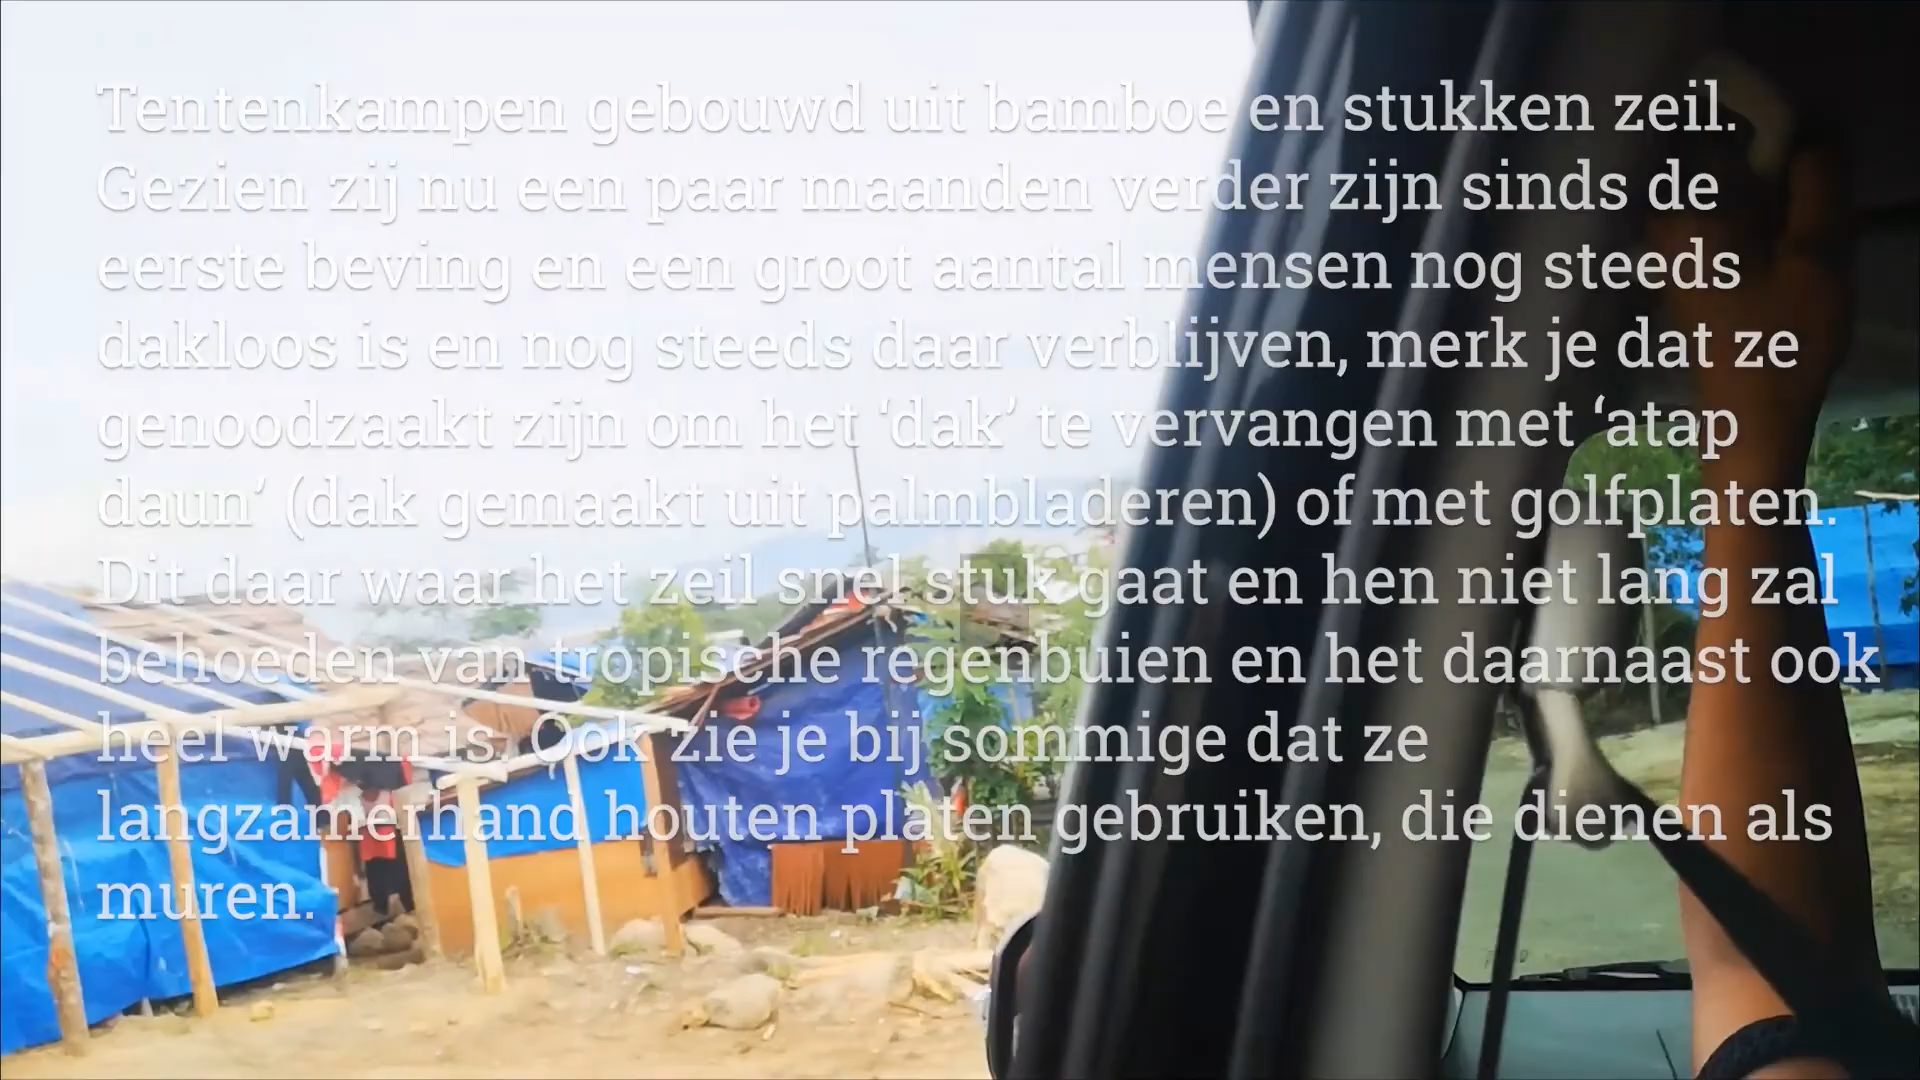 Tentenkampen gebouwd uit bamboe en stukken zeil.
Gezien zij nu een paar maanden verder zijn sinds de
eerste beving en een groot aantal mensen nog steeds
dakloos is en nog steeds daar verblijven, merk je dat ze
genoodzaakt zijn om het ‘dak’ te vervangen met ‘atap
daun’ (dak gemaakt uit palmbladeren) of met golfplaten.
Dit daar waar het zeil snel stuk gaat en hen niet lang zal
behoeden van tropische regenbuien en het daarnaast ook
heel warm is. Ook zie je bij sommige dat ze
langzamerhand houten platen gebruiken, die dienen als
muren.